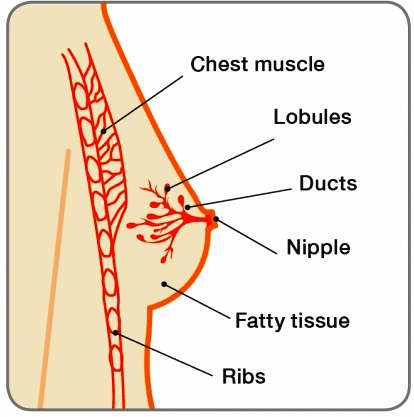 Chest muscle
Lobules
Ducts
Nipple
Fatty tissue
Ribs